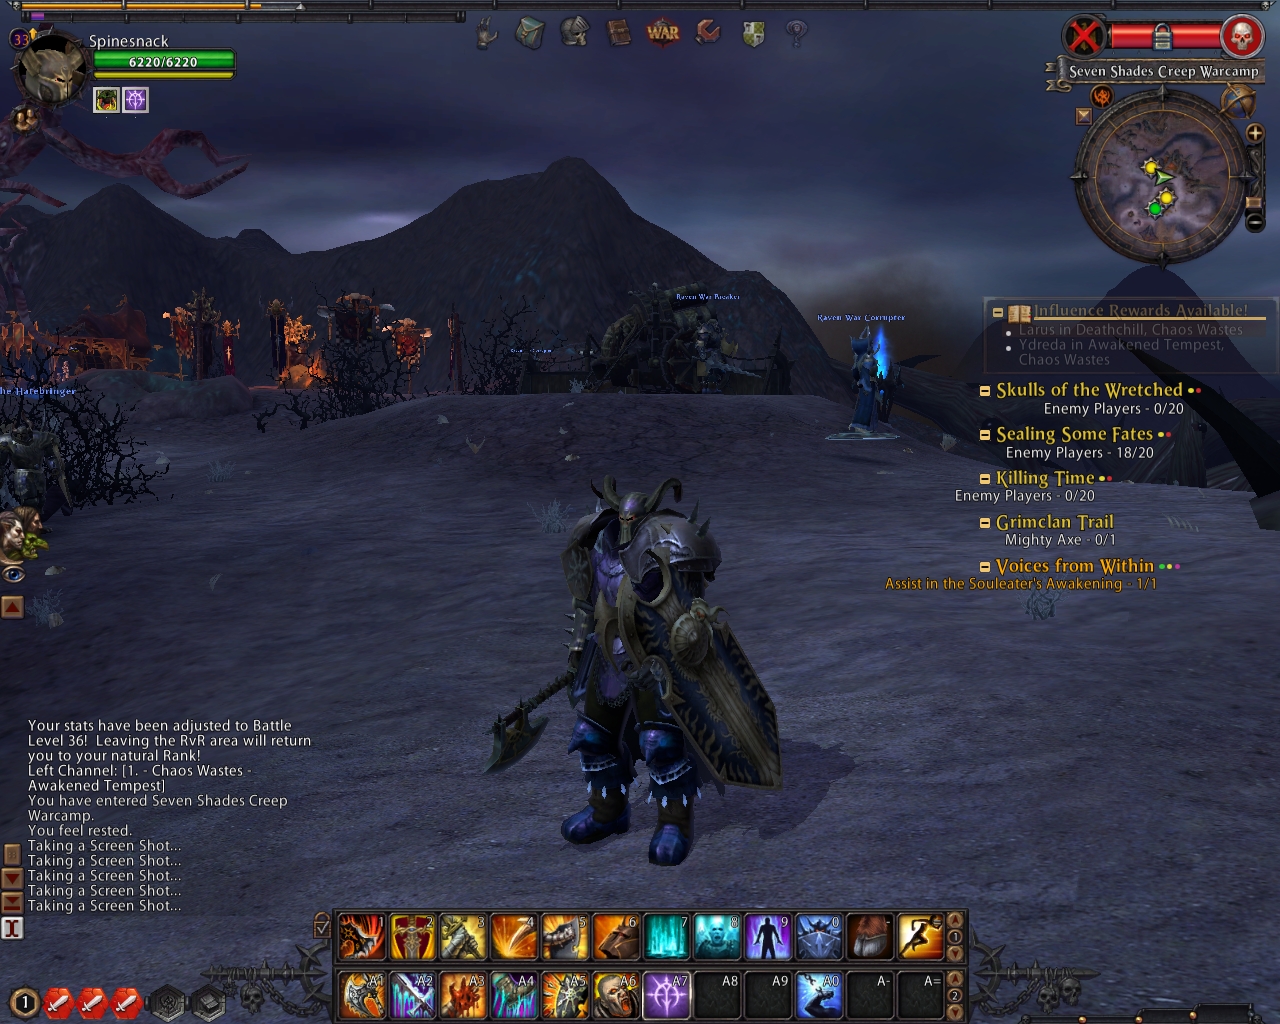 33
Spinesnack
6220/6220
WAR
Seven Shades Creep Warcamp
Raven War Breaker
Raven War Corrupter
he Hatebringer
Influence Rewards Available!
Larus in Deathchill, Chaos Wastes
Ydreda in Awakened Tempest,
Chaos Wastes
Skulls of the Wretched
Enemy Players - 0/20
Sealing Some Fates
Enemy Players - 18/20
Killing Time
Enemy Players - 0/20
Grimclan Trail
Mighty Axe - 0/1
Voices from Within
Assist in the Souleater's Awakening - 1/1
Your stats have been adjusted to Battle
Level 36! Leaving the RvR area will return
you to your natural Rank!
Left Channel: [1. - Chaos Wastes -
Awakened Tempest]
You have entered Seven Shades Creep
Warcamp.
You feel rested.
Taking a Screen Shot...
Taking a Screen Shot...
Taking a Screen Shot...
Taking a Screen Shot...
Taking a Screen Shot...
1 2 3 4 5 6 7 8 9 0 - =
1
A1 A2 A3 A4 A5 A6 A7 A8 A9 A0 A- A=
2
1